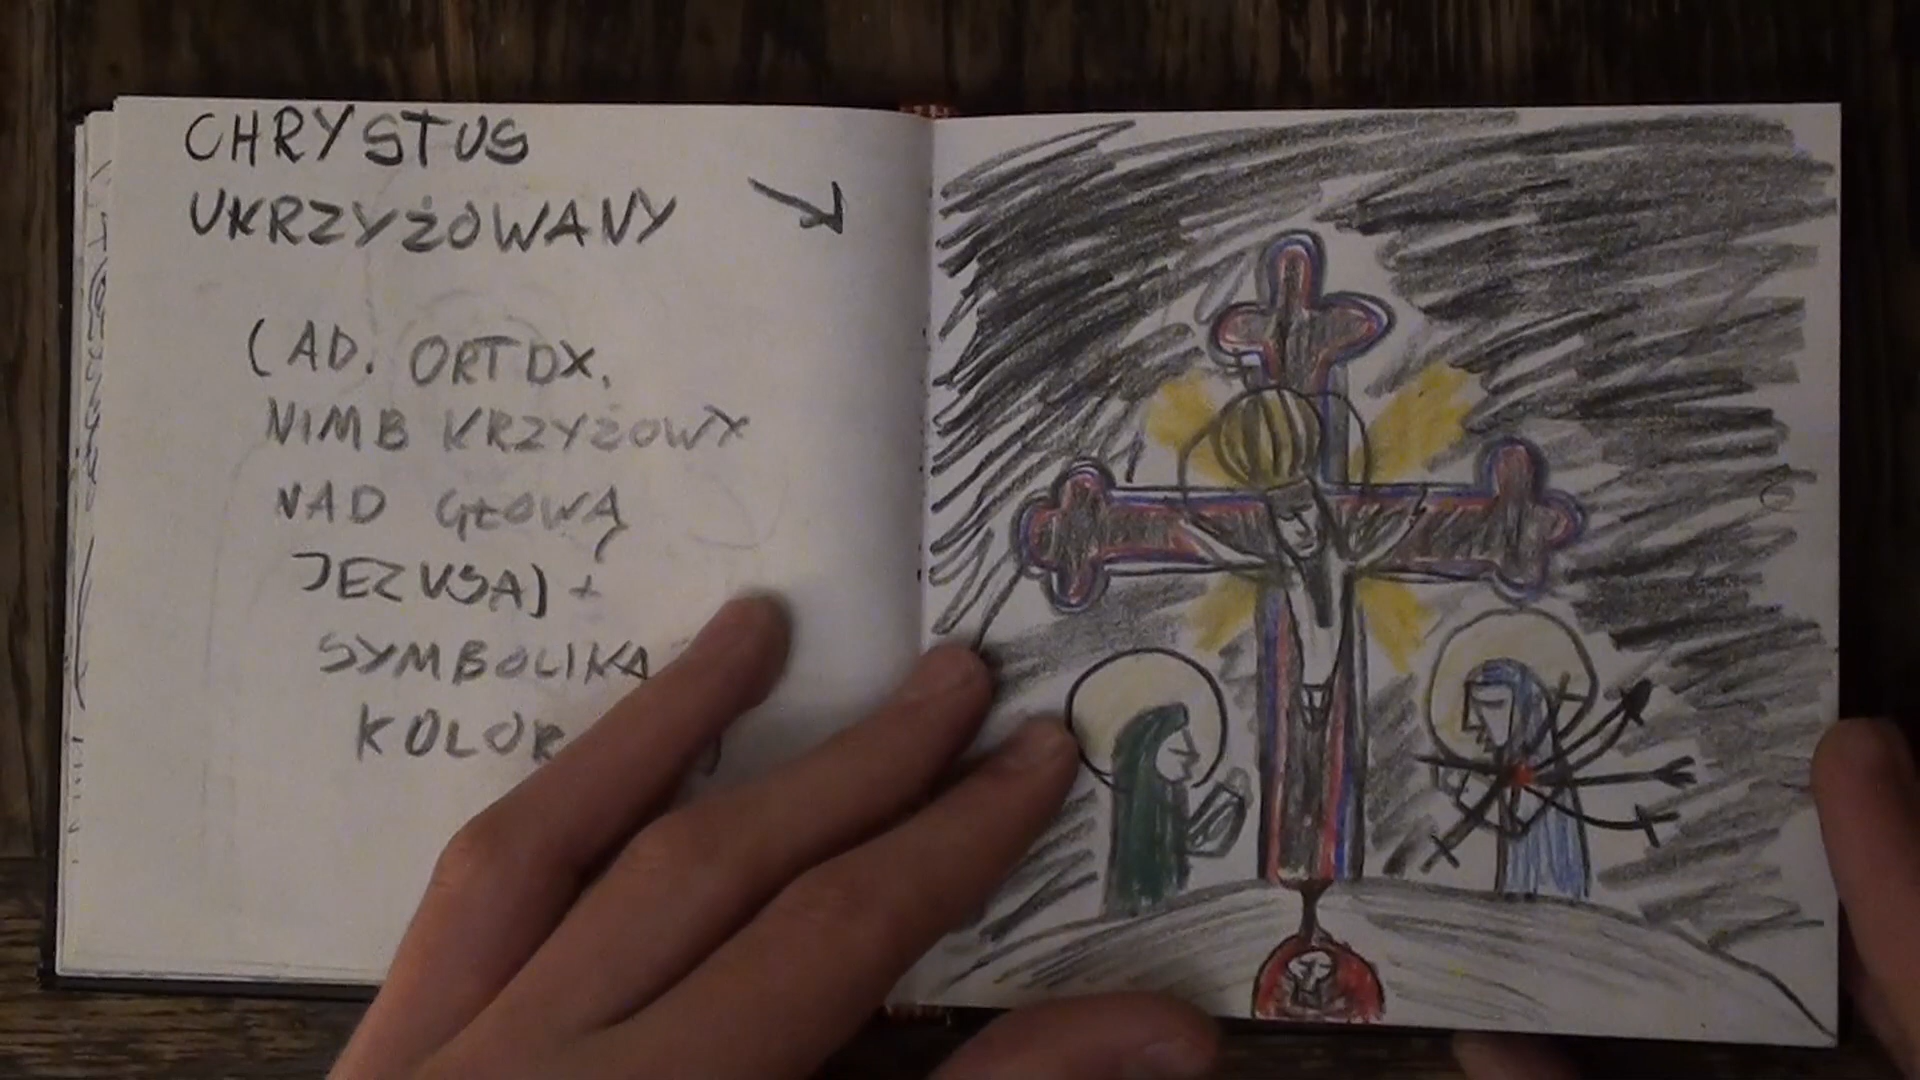 CHRYSTUS
UKRZYŻOWANY
(AD. ORTDX.
NIMB KRZYŻOWY
NAD GŁOWĄ
JEZUSA) +
SYMBOLIKA